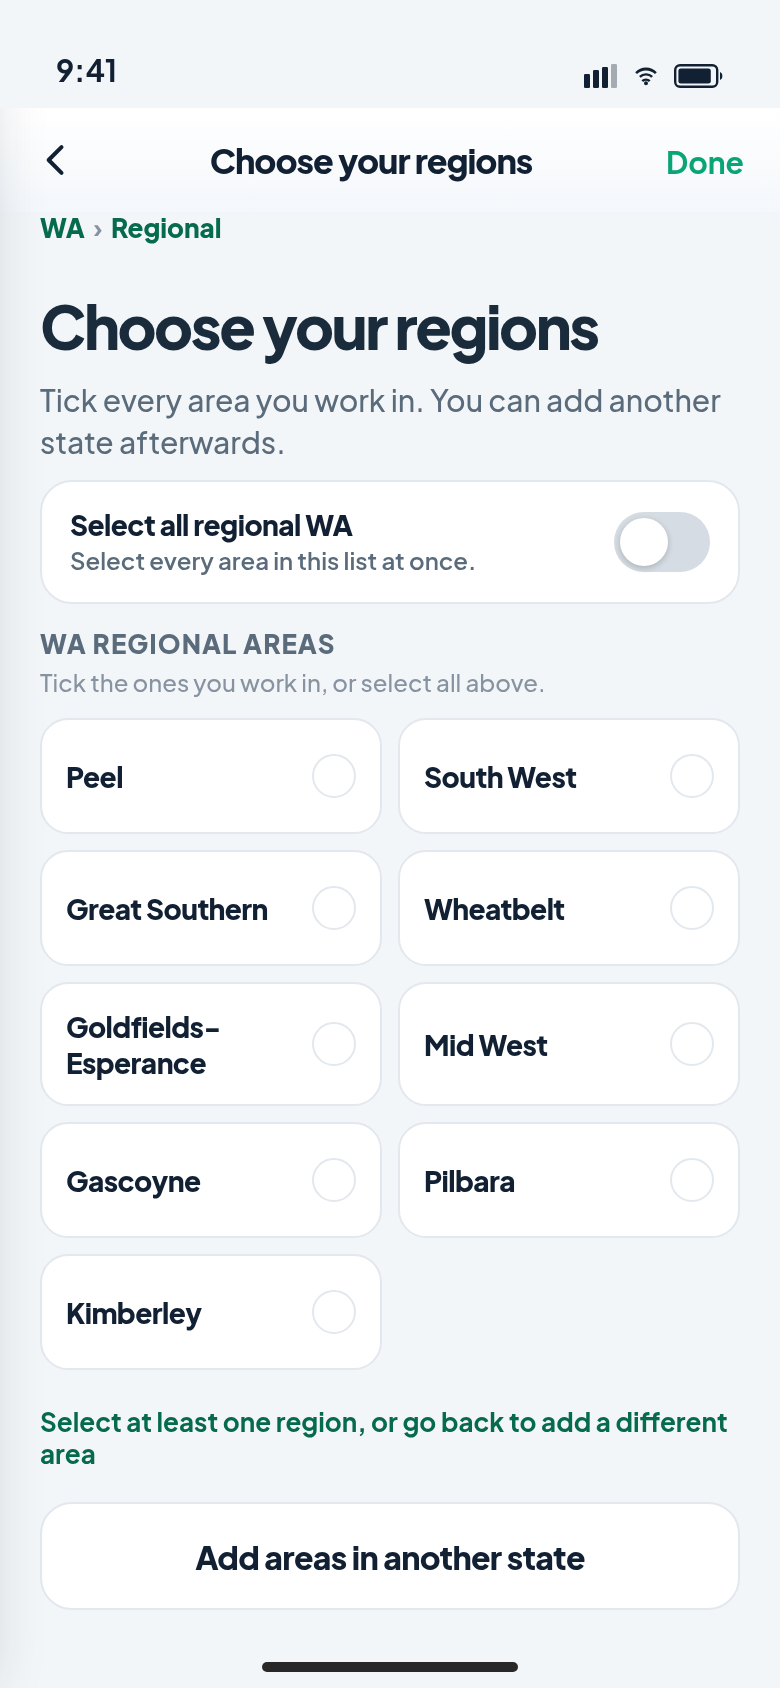 9:41
Choose your regions
Done
WA › Regional
Choose your regions
Tick every area you work in. You can add another
state afterwards.
Select all regional WA
Select every area in this list at once.
WA REGIONAL AREAS
Tick the ones you work in, or select all above.
Peel
South West
Great Southern
Wheatbelt
Goldfields–
Esperance
Mid West
Gascoyne
Pilbara
Kimberley
Select at least one region, or go back to add a different
area
Add areas in another state